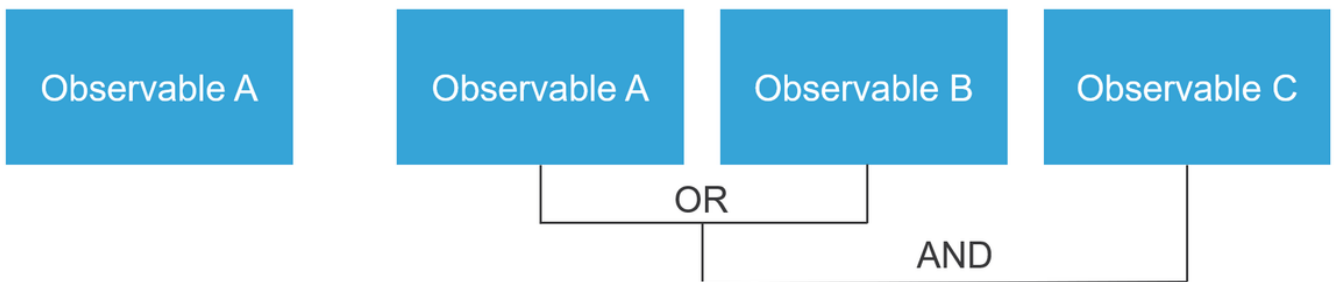 Observable A
Observable A
Observable B
Observable C
OR
AND